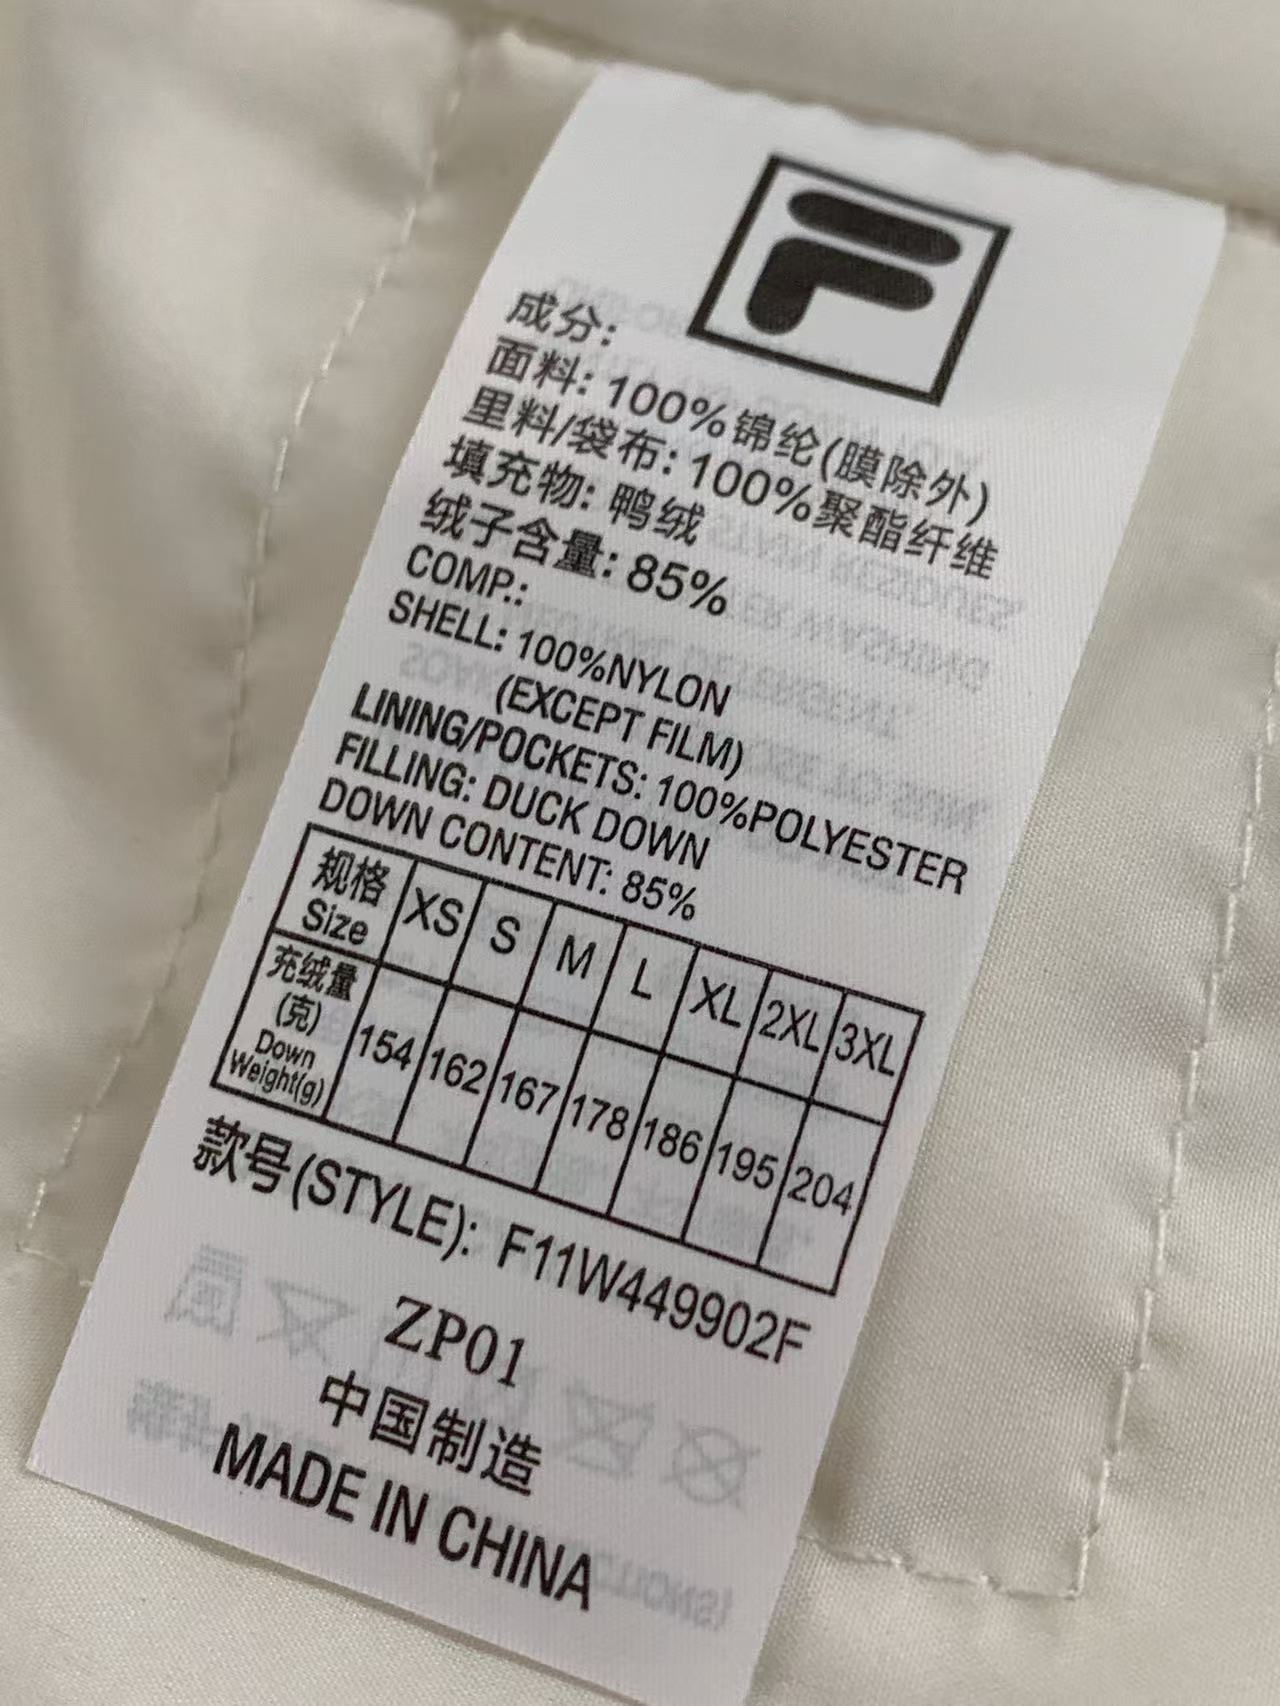 F
成分:
面料: 100%锦纶(膜除外)
里料/袋布: 100%聚酯纤维
填充物: 鸭绒
绒子含量: 85%
COMP.:
SHELL: 100%NYLON
(EXCEPT FILM)
LINING/POCKETS: 100%POLYESTER
FILLING: DUCK DOWN
DOWN CONTENT: 85%
规格 Size XS S M L XL 2XL 3XL
充绒量(克) Down Weight(g) 154 162 167 178 186 195 204
款号(STYLE): F11W449902F
ZP01
中国制造
MADE IN CHINA